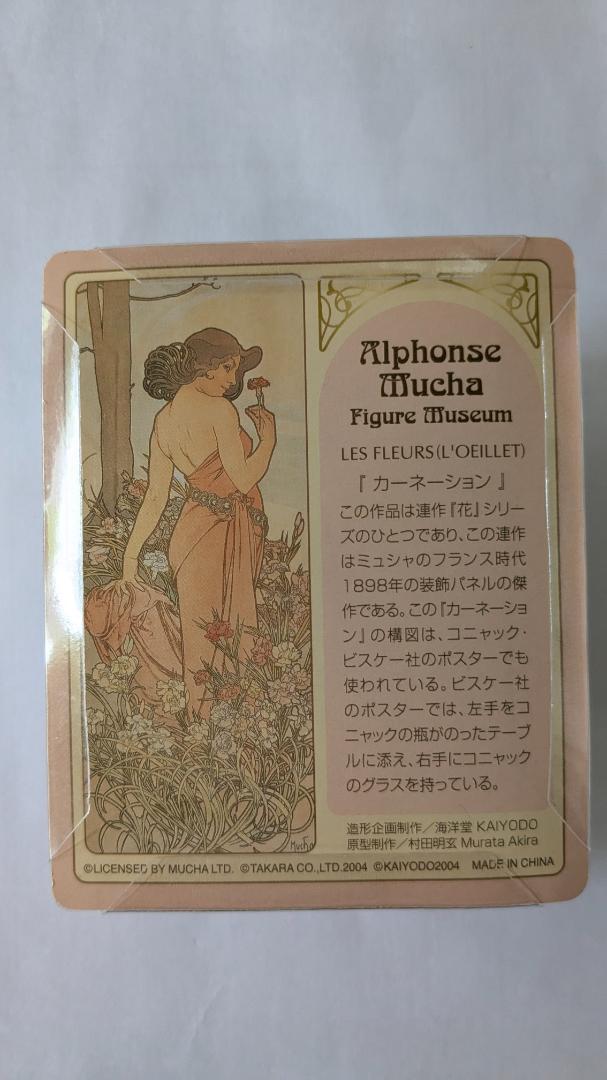 Alphonse
Mucha
Figure Museum
LES FLEURS(L'OEILLET)
『 カーネーション 』
この作品は連作『花』シリー
ズのひとつであり、この連作
はミュシャのフランス時代
1898年の装飾パネルの傑
作である。この『カーネーショ
ン』の構図は、コニャック・
ビスケー社のポスターでも
使われている。ビスケー社
のポスターでは、左手をコ
ニャックの瓶がのったテーブ
ルに添え、右手にコニャック
のグラスを持っている。
造形企画制作／海洋堂 KAIYODO
原型制作／村田明玄 Murata Akira
Mucha
©LICENSED BY MUCHA LTD. ©TAKARA CO.,LTD.2004 ©KAIYODO2004 MADE IN CHINA